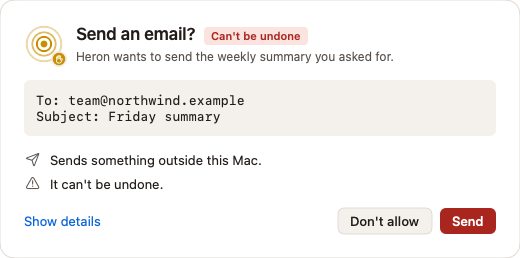 Send an email? Can't be undone
Heron wants to send the weekly summary you asked for.
To: team@northwind.example
Subject: Friday summary
Sends something outside this Mac.
It can't be undone.
Show details Don't allow Send